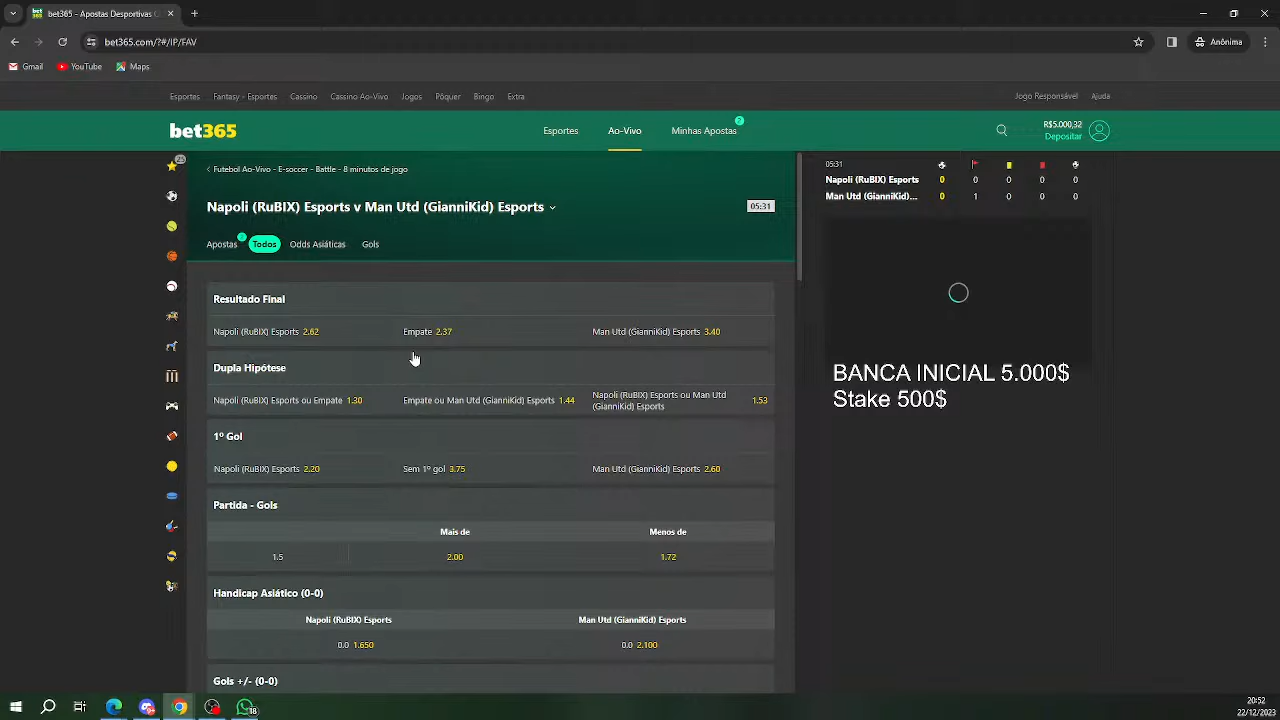 bet365 - Apostas Desportivas O
bet365.com/?#/IP/FAV
Anônima
Gmail YouTube Maps
Esportes Fantasy - Esportes Cassino Cassino Ao-Vivo Jogos Pôquer Bingo Extra Jogo Responsável Ajuda
bet365 Esportes Ao-Vivo Minhas Apostas 2 R$5.000,32
Depositar
25
Futebol Ao-Vivo - E-soccer - Battle - 8 minutos de jogo
Napoli (RuBIX) Esports v Man Utd (GianniKid) Esports 05:31
Apostas 2 Todos Odds Asiáticas Gols
Resultado Final
Napoli (RuBIX) Esports 2.62 Empate 2.37 Man Utd (GianniKid) Esports 3.40
Dupla Hipótese
Napoli (RuBIX) Esports ou Empate 1.30 Empate ou Man Utd (GianniKid) Esports 1.44 Napoli (RuBIX) Esports ou Man Utd
(GianniKid) Esports 1.53
1º Gol
Napoli (RuBIX) Esports 2.20 Sem 1º gol 3.75 Man Utd (GianniKid) Esports 2.60
Partida - Gols
Mais de Menos de
1.5 2.00 1.72
Handicap Asiático (0-0)
Napoli (RuBIX) Esports Man Utd (GianniKid) Esports
0.0 1.650 0.0 2.100
Gols +/- (0-0)
05:31
Napoli (RuBIX) Esports 0 0 0 0 0
Man Utd (GianniKid)... 0 1 0 0 0
BANCA INICIAL 5.000$
Stake 500$
18
20:52
22/12/2023